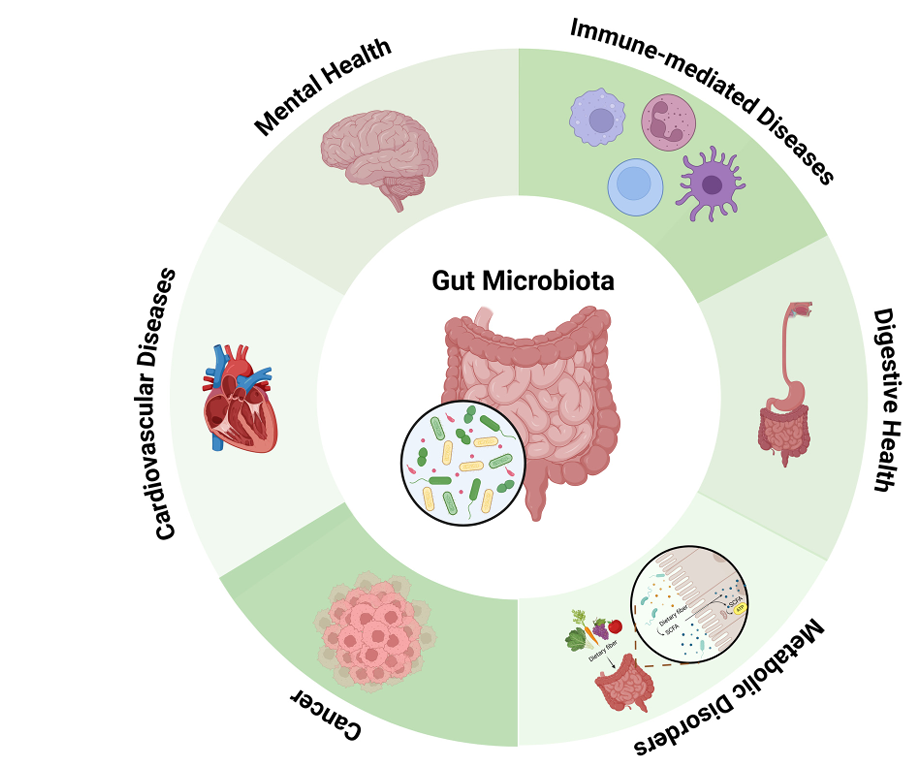 Mental Health
Immune-mediated Diseases
Gut Microbiota
Cardiovascular Diseases
Digestive Health
Dietary fiber
SCFA
SCFA
ATP
Dietary fiber
Metabolic Disorders
Cancer